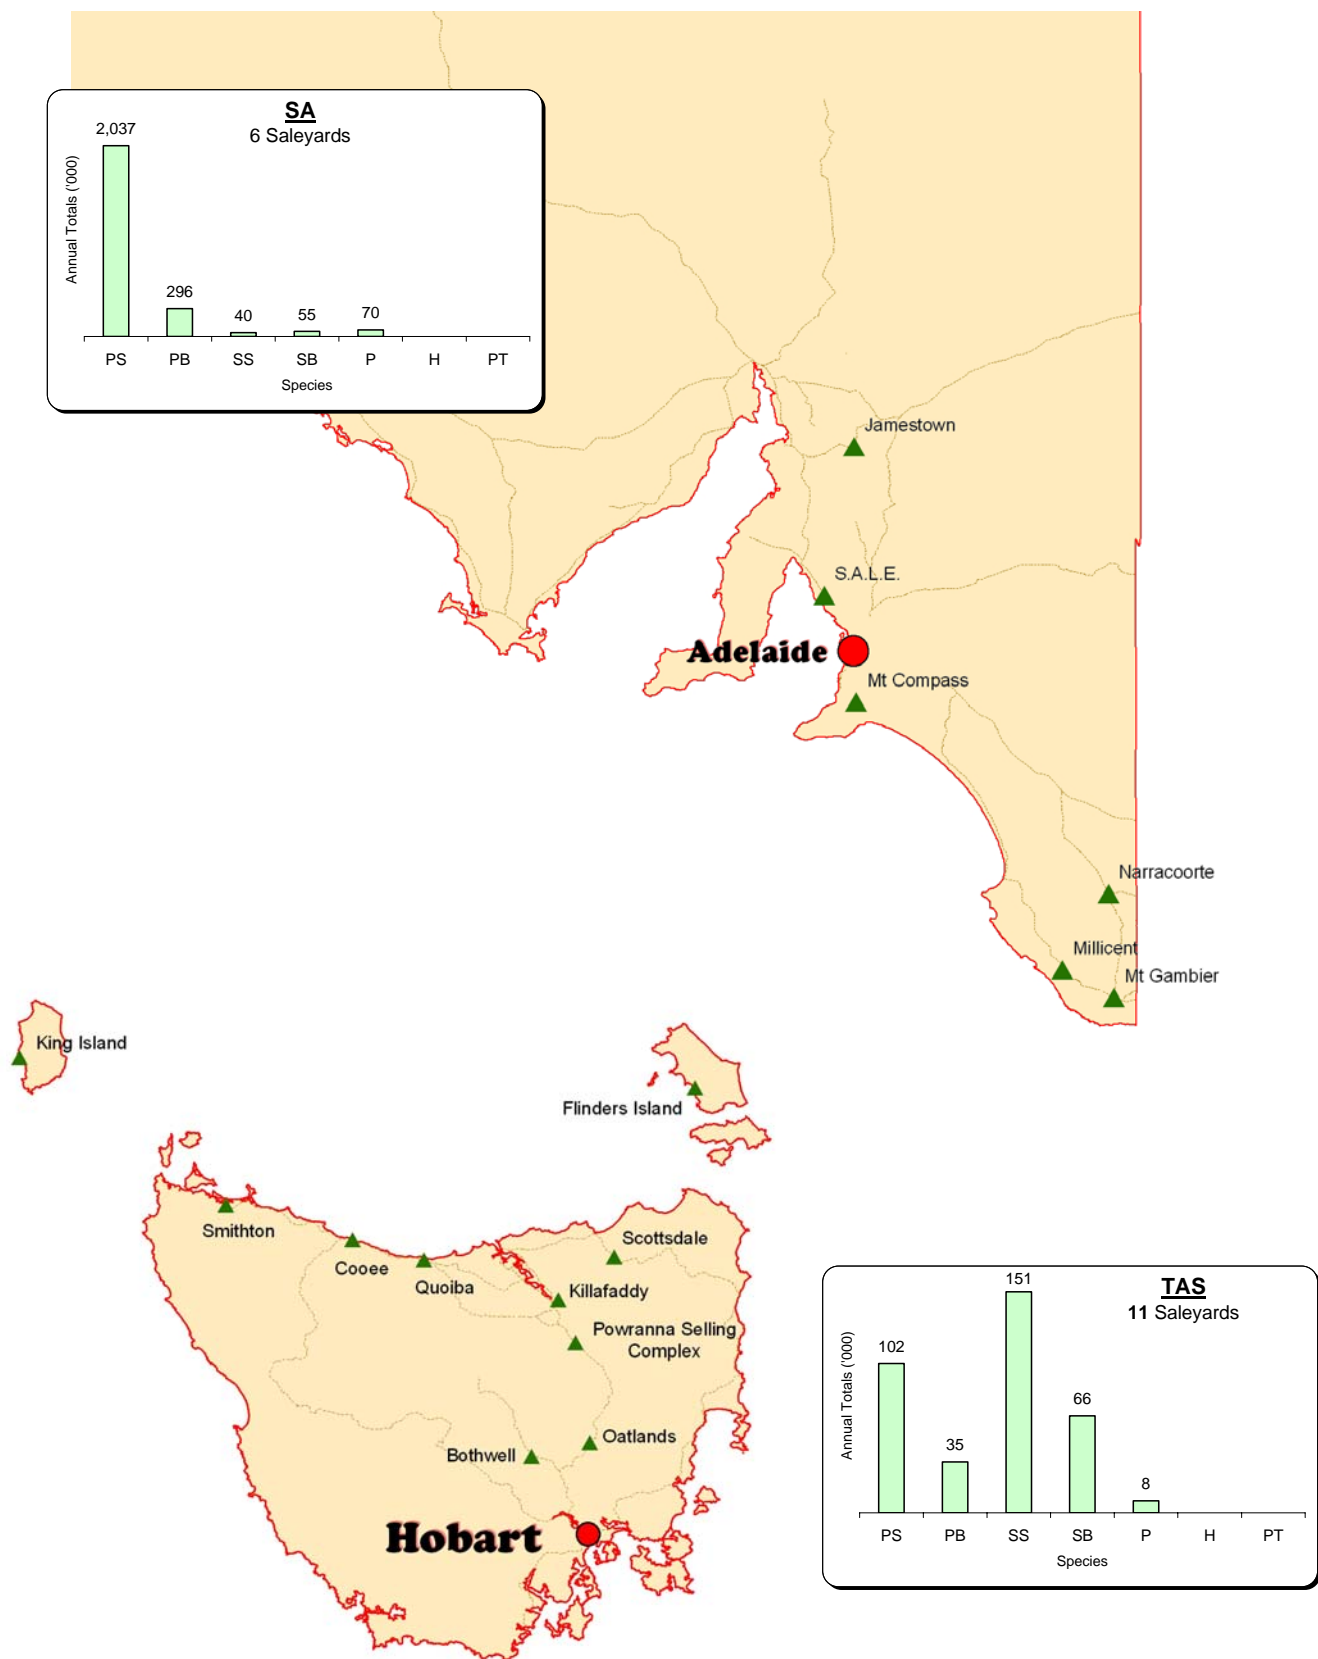 SA
6 Saleyards
Annual Totals ('000)
2,037
296
40
55
70
PS PB SS SB P H PT
Species
Jamestown
S.A.L.E.
Adelaide
Mt Compass
Narracoorte
Millicent
Mt Gambier
King Island
Flinders Island
Smithton
Cooee
Quoiba
Scottsdale
Killafaddy
Powranna Selling
Complex
Oatlands
Bothwell
Hobart
TAS
11 Saleyards
Annual Totals ('000)
102
35
151
66
8
PS PB SS SB P H PT
Species